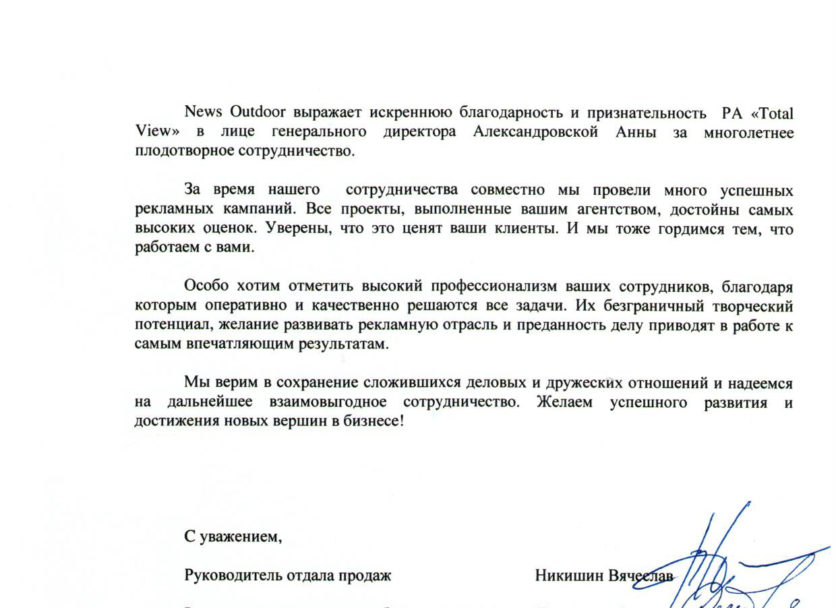 News Outdoor выражает искреннюю благодарность и признательность РА «Total
View» в лице генерального директора Александровской Анны за многолетнее
плодотворное сотрудничество.
За время нашего сотрудничества совместно мы провели много успешных
рекламных кампаний. Все проекты, выполненные вашим агентством, достойны самых
высоких оценок. Уверены, что это ценят ваши клиенты. И мы тоже гордимся тем, что
работаем с вами.
Особо хотим отметить высокий профессионализм ваших сотрудников, благодаря
которым оперативно и качественно решаются все задачи. Их безграничный творческий
потенциал, желание развивать рекламную отрасль и преданность делу приводят в работе к
самым впечатляющим результатам.
Мы верим в сохранение сложившихся деловых и дружеских отношений и надеемся
на дальнейшее взаимовыгодное сотрудничество. Желаем успешного развития и
достижения новых вершин в бизнесе!
С уважением,
Руководитель отдала продаж Никишин Вячеслав